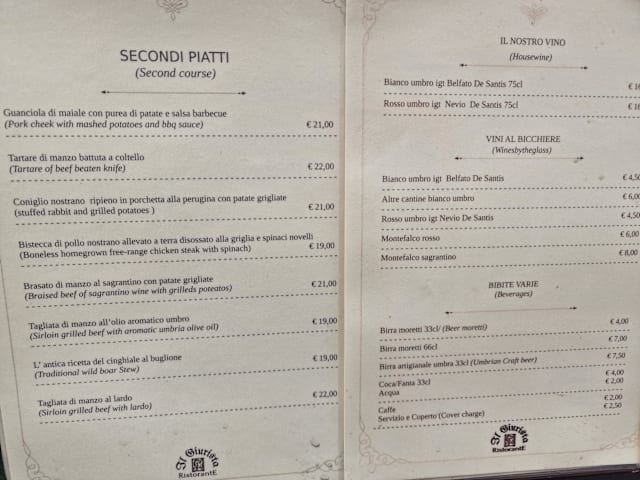 SECONDI PIATTI
(Second course)
Guanciola di maiale con purea di patate e salsa barbecue
(Pork cheek with mashed potatoes and bbq sauce) € 21,00
Tartare di manzo battuta a coltello
(Tartare of beef beaten knife) € 22,00
Coniglio nostrano ripieno in porchetta alla perugina con patate grigliate
(stuffed rabbit and grilled potatoes ) € 21,00
Bistecca di pollo nostrano allevato a terra disossato alla griglia e spinaci novelli
(Boneless homegrown free-range chicken steak with spinach) € 19,00
Brasato di manzo al sagrantino con patate grigliate
(Braised beef of sagrantino wine with grilleds poteatos) € 21,00
Tagliata di manzo all'olio aromatico umbro
(Sirloin grilled beef with aromatic umbria olive oil) € 19,00
L' antica ricetta del cinghiale al buglione
(Traditional wild boar Stew) € 19,00
Tagliata di manzo al lardo
(Sirloin grilled beef with lardo) € 22,00
Il Giurista
RistorantE
IL NOSTRO VINO
(Housewine)
Bianco umbro igt Belfato De Santis 75cl € 16
Rosso umbro igt Nevio De Santis 75cl € 16
VINI AL BICCHIERE
(Winesbytheglass)
Bianco umbro igt Belfato De Santis € 4,50
Altre cantine bianco umbro € 6,00
Rosso umbro igt Nevio De Santis € 4,50
Montefalco rosso € 6,00
Montefalco sagrantino € 8,00
BIBITE VARIE
(Beverages)
Birra moretti 33cl/ (Beer moretti) € 4,00
Birra moretti 66cl € 7,00
Birra artigianale umbra 33cl (Umbrian Craft beer) € 7,50
Coca/Fanta 33cl € 4,00
Acqua € 2,00
Caffe € 2,00
Servizio e Coperto (Cover charge) € 2,50
Il Giurista
RistorantE